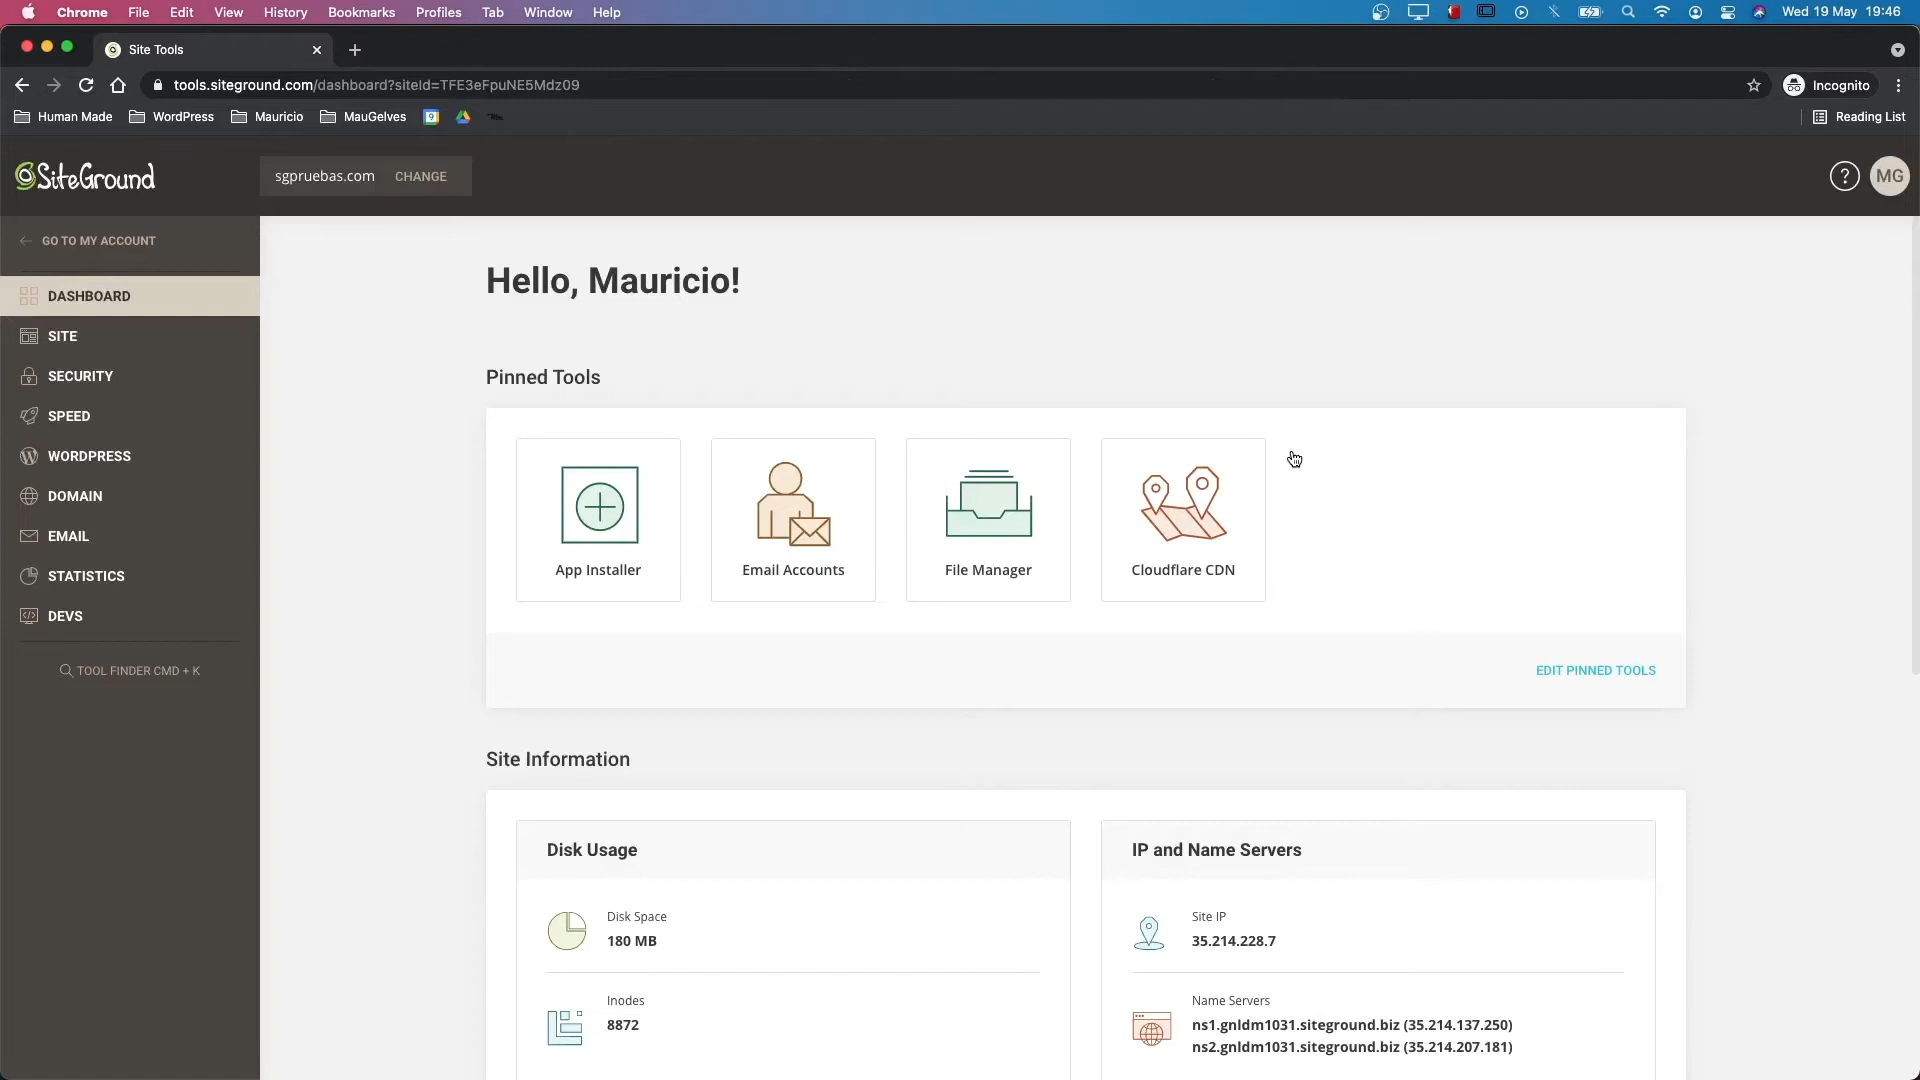 Chrome File Edit View History Bookmarks Profiles Tab Window Help
Wed 19 May 19:46
Site Tools
tools.siteground.com/dashboard?siteId=TFE3eFpuNE5Mdz09
Incognito
Human Made WordPress Mauricio MauGelves 9
Reading List
SiteGround
sgpruebas.com CHANGE
? MG
GO TO MY ACCOUNT
DASHBOARD
SITE
SECURITY
SPEED
WORDPRESS
DOMAIN
EMAIL
STATISTICS
DEVS
TOOL FINDER CMD + K
Hello, Mauricio!
Pinned Tools
App Installer
Email Accounts
File Manager
Cloudflare CDN
EDIT PINNED TOOLS
Site Information
Disk Usage
Disk Space
180 MB
Inodes
8872
IP and Name Servers
Site IP
35.214.228.7
Name Servers
ns1.gnldm1031.siteground.biz (35.214.137.250)
ns2.gnldm1031.siteground.biz (35.214.207.181)